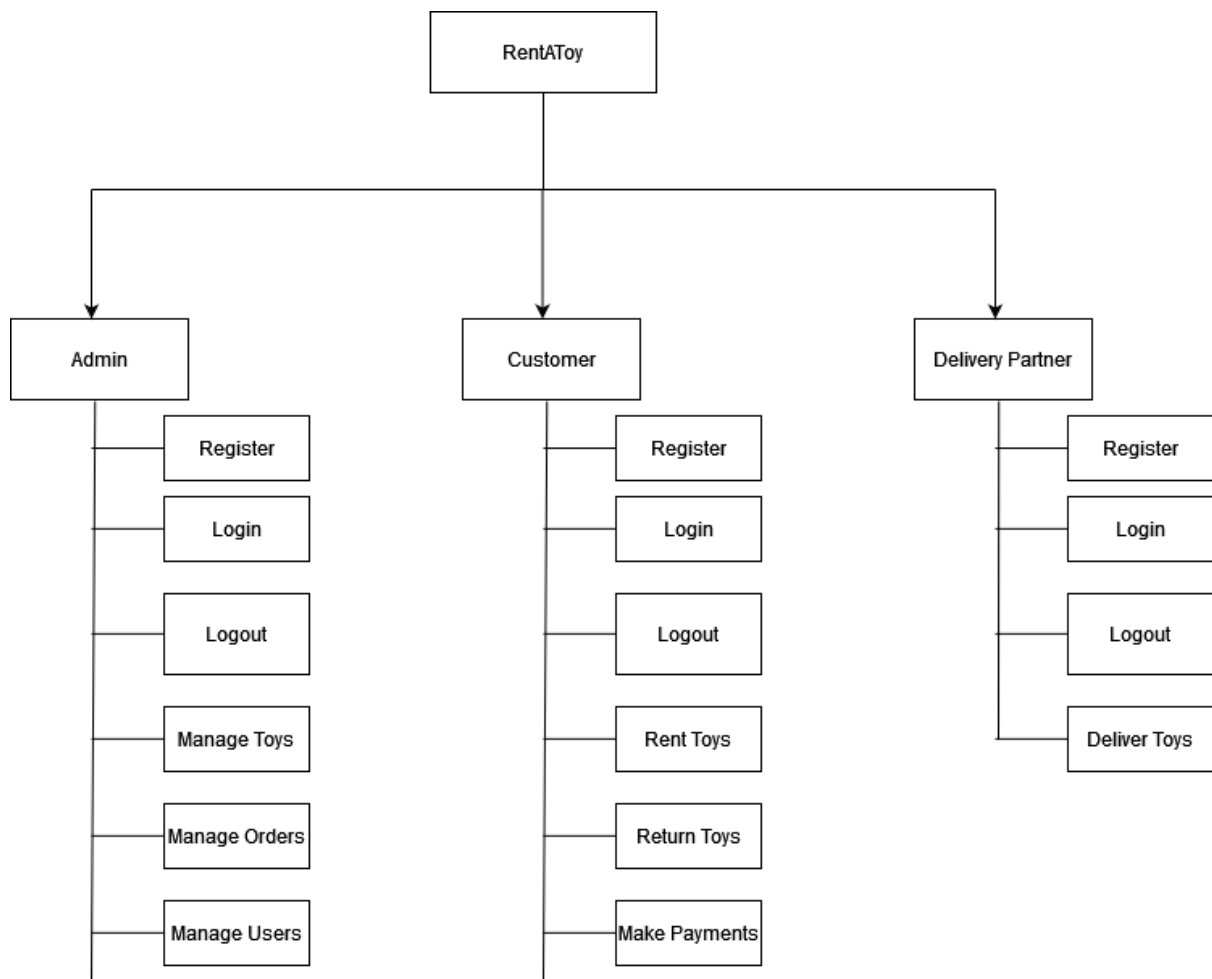 RentAToy
Admin
Customer
Delivery Partner
Register
Register
Register
Login
Login
Login
Logout
Logout
Logout
Manage Toys
Rent Toys
Deliver Toys
Manage Orders
Return Toys
Manage Users
Make Payments